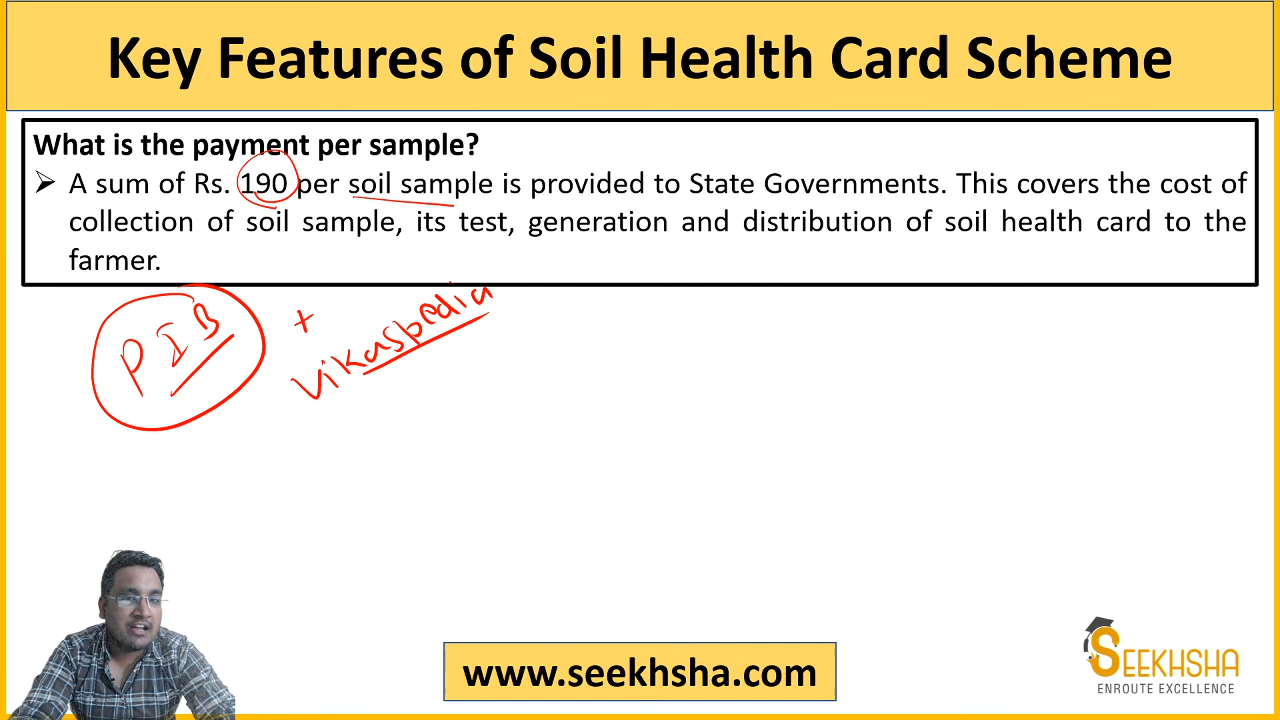 Key Features of Soil Health Card Scheme
What is the payment per sample?
➢ A sum of Rs. 190 per soil sample is provided to State Governments. This covers the cost of
collection of soil sample, its test, generation and distribution of soil health card to the
farmer.
PIB + Vikaspedia
www.seekhsha.com
SEEKHSHA
ENROUTE EXCELLENCE